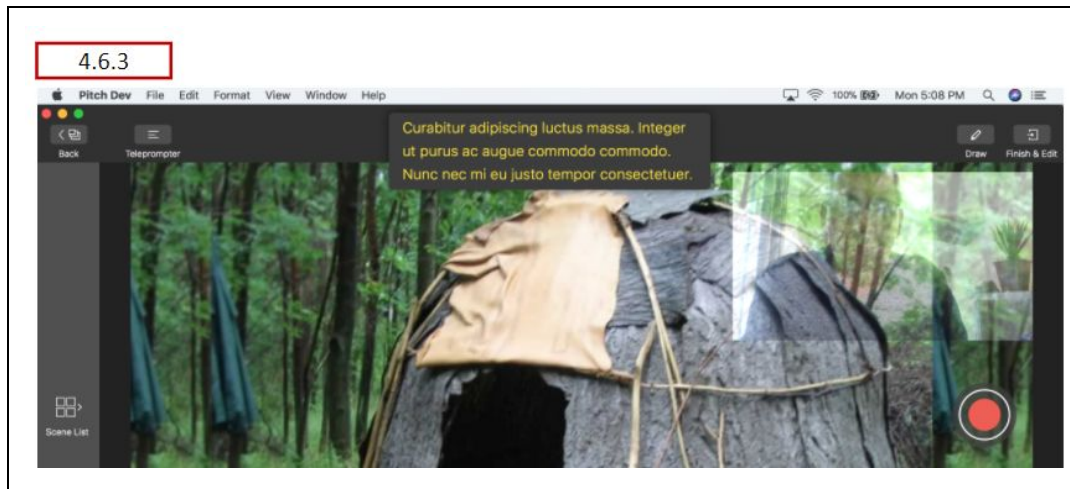 4.6.3
Pitch Dev File Edit Format View Window Help 100% Mon 5:08 PM
Curabitur adipiscing luctus massa. Integer
ut purus ac augue commodo commodo.
Nunc nec mi eu justo tempor consectetuer.
Back Teleprompter Draw Finish & Edit
Scene List